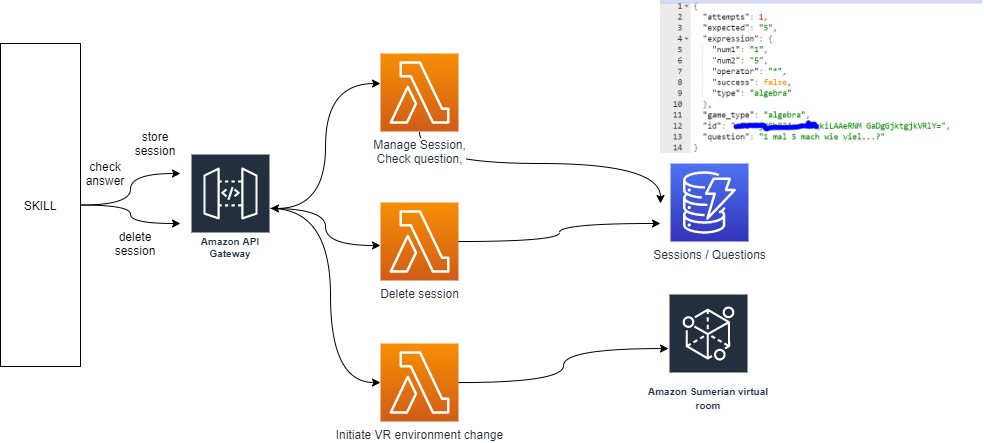 1 {
2 "attempts": 1,
3 "expected": "5",
4 "expression": {
5 "num1": "1",
6 "num2": "5",
7 "operator": "*",
8 "success": false,
9 "type": "algebra"
10 },
11 "game_type": "algebra",
12 "id": GaDgGjktgjkVRlY=",
13 "question": "1 mal 5 mach wie viel...?"
14 }
store
session
check
answer
SKILL
delete
session
</>
Amazon API
Gateway
Manage Session,
Check question,
Delete session
Initiate VR environment change
Sessions / Questions
Amazon Sumerian virtual
room